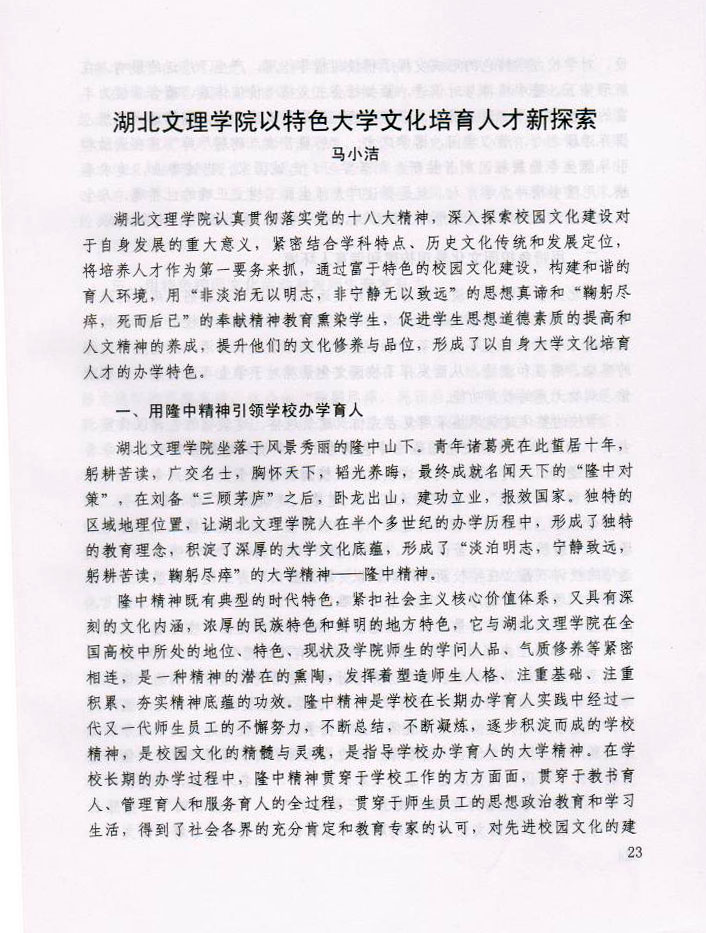 湖北文理学院以特色大学文化培育人才新探索
马小洁
湖北文理学院认真贯彻落实党的十八大精神，深入探索校园文化建设对
于自身发展的重大意义，紧密结合学科特点、历史文化传统和发展定位，
将培养人才作为第一要务来抓，通过富于特色的校园文化建设，构建和谐的
育人环境，用“非淡泊无以明志，非宁静无以致远”的思想真谛和“鞠躬尽
瘁，死而后已”的奉献精神教育熏染学生，促进学生思想道德素质的提高和
人文精神的养成，提升他们的文化修养与品位，形成了以自身大学文化培育
人才的办学特色。
一、用隆中精神引领学校办学育人
湖北文理学院坐落于风景秀丽的隆中山下。青年诸葛亮在此蜇居十年，
躬耕苦读，广交名士，胸怀天下，韬光养晦，最终成就名闻天下的“隆中对
策”，在刘备“三顾茅庐”之后，卧龙出山，建功立业，报效国家。独特的
区域地理位置，让湖北文理学院人在半个多世纪的办学历程中，形成了独特
的教育理念，积淀了深厚的大学文化底蕴，形成了“淡泊明志，宁静致远，
躬耕苦读，鞠躬尽瘁”的大学精神——隆中精神。
隆中精神既有典型的时代特色，紧扣社会主义核心价值体系，又具有深
刻的文化内涵，浓厚的民族特色和鲜明的地方特色，它与湖北文理学院在全
国高校中所处的地位、特色、现状及学院师生的学问人品、气质修养等紧密
相连，是一种精神的潜在的熏陶，发挥着塑造师生人格、注重基础、注重
积累、夯实精神底蕴的功效。隆中精神是学校在长期办学育人实践中经过一
代又一代师生员工的不懈努力，不断总结，不断凝炼，逐步积淀而成的学校
精神，是校园文化的精髓与灵魂，是指导学校办学育人的大学精神。在学
校长期的办学过程中，隆中精神贯穿于学校工作的方方面面，贯穿于教书育
人、管理育人和服务育人的全过程，贯穿于师生员工的思想政治教育和学习
生活，得到了社会各界的充分肯定和教育专家的认可，对先进校园文化的建
23